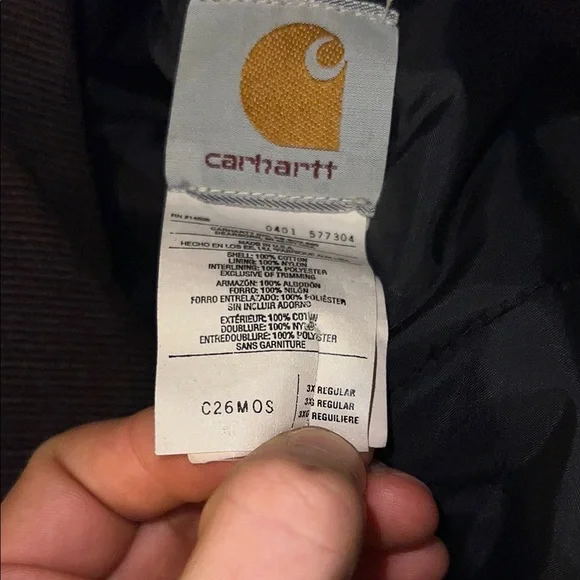 carhartt
0401 577304
MADE IN U.S.A.
HECHO EN LOS EE.UU.
SHELL: 100% COTTON
LINING: 100% NYLON
INTERLINING: 100% POLYESTER
EXCLUSIVE OF TRIMMING
ARMAZÓN: 100% ALGODÓN
FORRO: 100% NILÓN
FORRO ENTRELAZADO: 100% POLIÉSTER
SIN INCLUIR ADORNO
EXTÉRIEUR: 100% COTON
DOUBLURE: 100% NYLON
ENTREDOUBLURE: 100% POLYESTER
SANS GARNITURE
C26MOS
3X REGULAR
3XG REGULAR
3XG REGULIERE